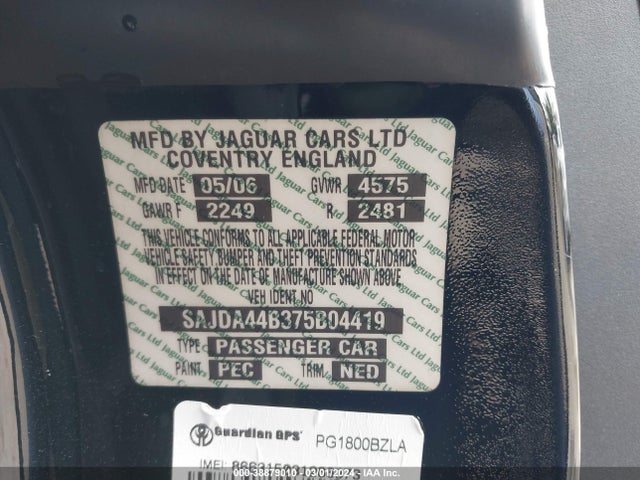 MFD BY JAGUAR CARS LTD
COVENTRY ENGLAND
MFD DATE 05/06 GVWR 4575
GAWR F 2249 R 2481
THIS VEHICLE CONFORMS TO ALL APPLICABLE FEDERAL MOTOR
VEHICLE SAFETY BUMPER AND THEFT PREVENTION STANDARDS
IN EFFECT ON THE DATE OF MANUFACTURE SHOWN ABOVE
VEH IDENT NO
SAJDA44B375B04419
TYPE PASSENGER CAR
PAINT PEC TRIM NED
Guardian GPS® PG1800BZLA
IMEI:
© - 38879010 - 03/01/2024 - IAA Inc.